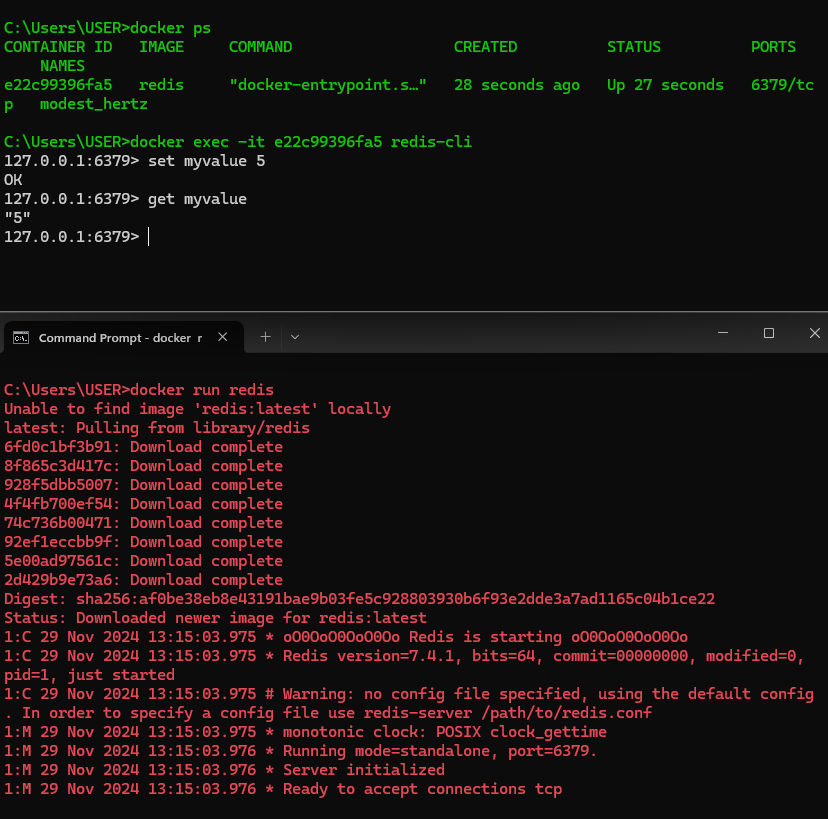 C:\Users\USER>docker ps
CONTAINER ID   IMAGE     COMMAND                  CREATED          STATUS          PORTS
    NAMES
e22c99396fa5   redis     "docker-entrypoint.s…"   28 seconds ago   Up 27 seconds   6379/tc
p   modest_hertz
C:\Users\USER>docker exec -it e22c99396fa5 redis-cli
127.0.0.1:6379> set myvalue 5
OK
127.0.0.1:6379> get myvalue
"5"
127.0.0.1:6379>
Command Prompt - docker r
C:\Users\USER>docker run redis
Unable to find image 'redis:latest' locally
latest: Pulling from library/redis
6fd0c1bf3b91: Download complete
8f865c3d417c: Download complete
928f5dbb5007: Download complete
4f4fb700ef54: Download complete
74c736b00471: Download complete
92ef1eccbb9f: Download complete
5e00ad97561c: Download complete
2d429b9e73a6: Download complete
Digest: sha256:af0be38eb8e43191bae9b03fe5c928803930b6f93e2dde3a7ad1165c04b1ce22
Status: Downloaded newer image for redis:latest
1:C 29 Nov 2024 13:15:03.975 * oO0OoO0OoO0Oo Redis is starting oO0OoO0OoO0Oo
1:C 29 Nov 2024 13:15:03.975 * Redis version=7.4.1, bits=64, commit=00000000, modified=0,
pid=1, just started
1:C 29 Nov 2024 13:15:03.975 # Warning: no config file specified, using the default config
. In order to specify a config file use redis-server /path/to/redis.conf
1:M 29 Nov 2024 13:15:03.975 * monotonic clock: POSIX clock_gettime
1:M 29 Nov 2024 13:15:03.976 * Running mode=standalone, port=6379.
1:M 29 Nov 2024 13:15:03.976 * Server initialized
1:M 29 Nov 2024 13:15:03.976 * Ready to accept connections tcp